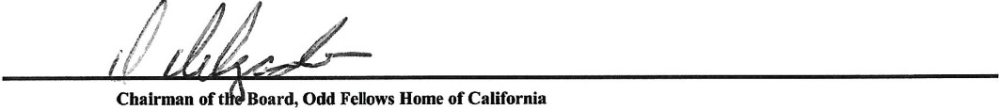 Chairman of the Board, Odd Fellows Home of California